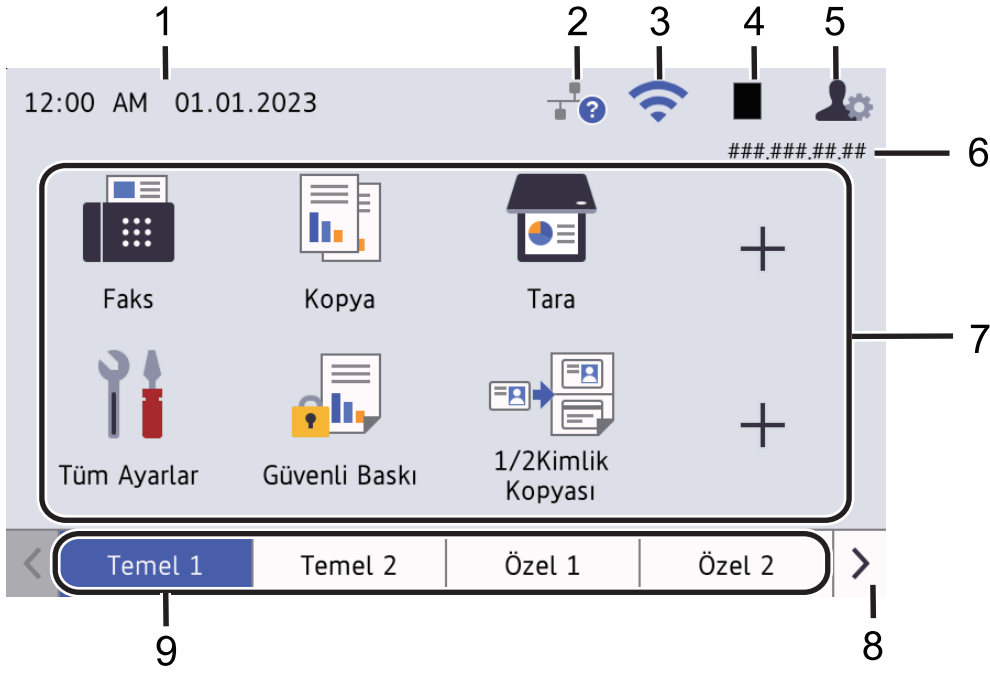 1 2 3 4 5
12:00 AM 01.01.2023 ?
###.###.##.## 6
Faks Kopya Tara
7
Tüm Ayarlar Güvenli Baskı 1/2Kimlik
Kopyası
Temel 1 Temel 2 Özel 1 Özel 2
9 8